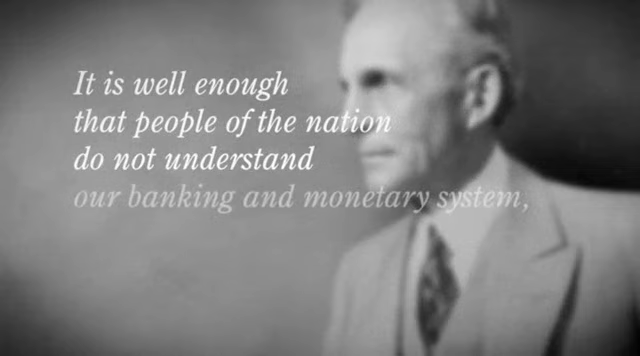 It is well enough
that people of the nation
do not understand
our banking and monetary system,